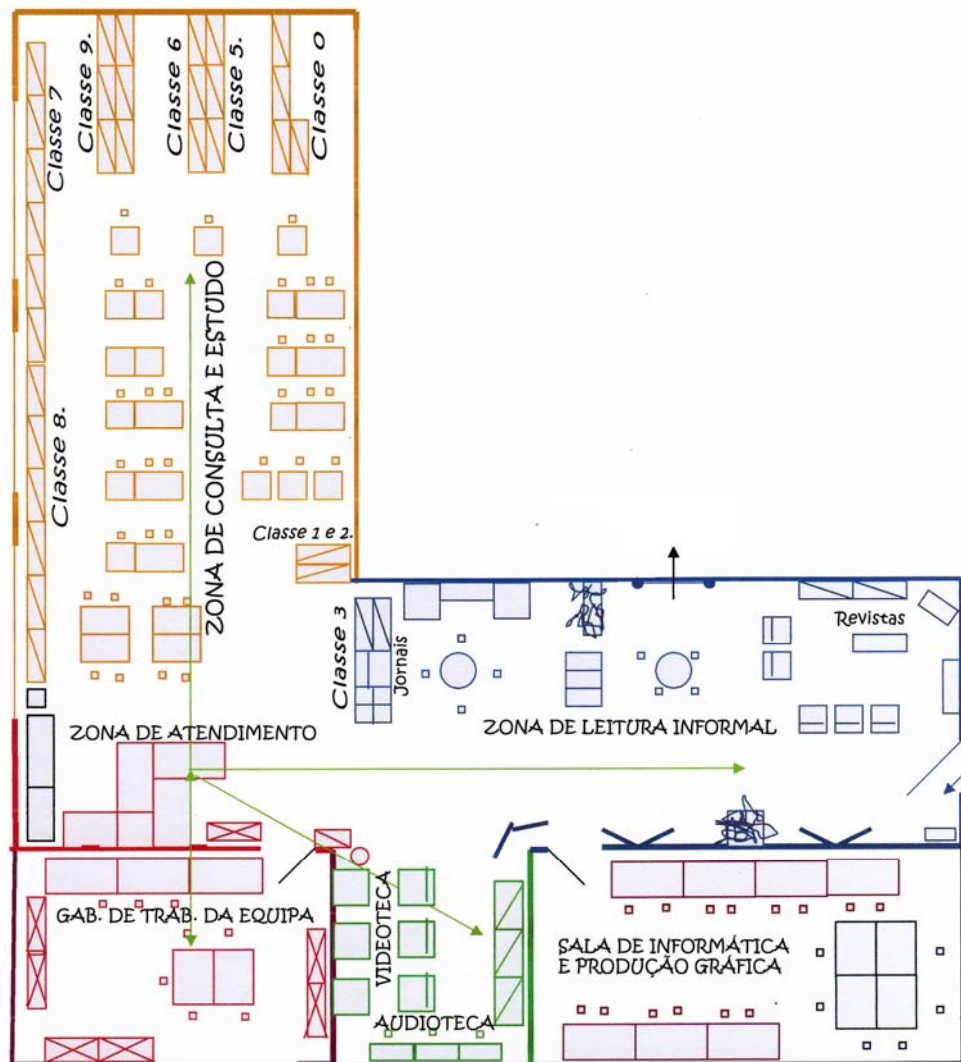 Classe 7
Classe 9.
Classe 6
Classe 5.
Classe 0
ZONA DE CONSULTA E ESTUDO
Classe 8.
Classe 1 e 2.
Classe 3
Jornais
Revistas
ZONA DE LEITURA INFORMAL
ZONA DE ATENDIMENTO
GAB. DE TRAB. DA EQUIPA
VIDEOTECA
AUDIOTECA
SALA DE INFORMÁTICA
E PRODUÇÃO GRÁFICA